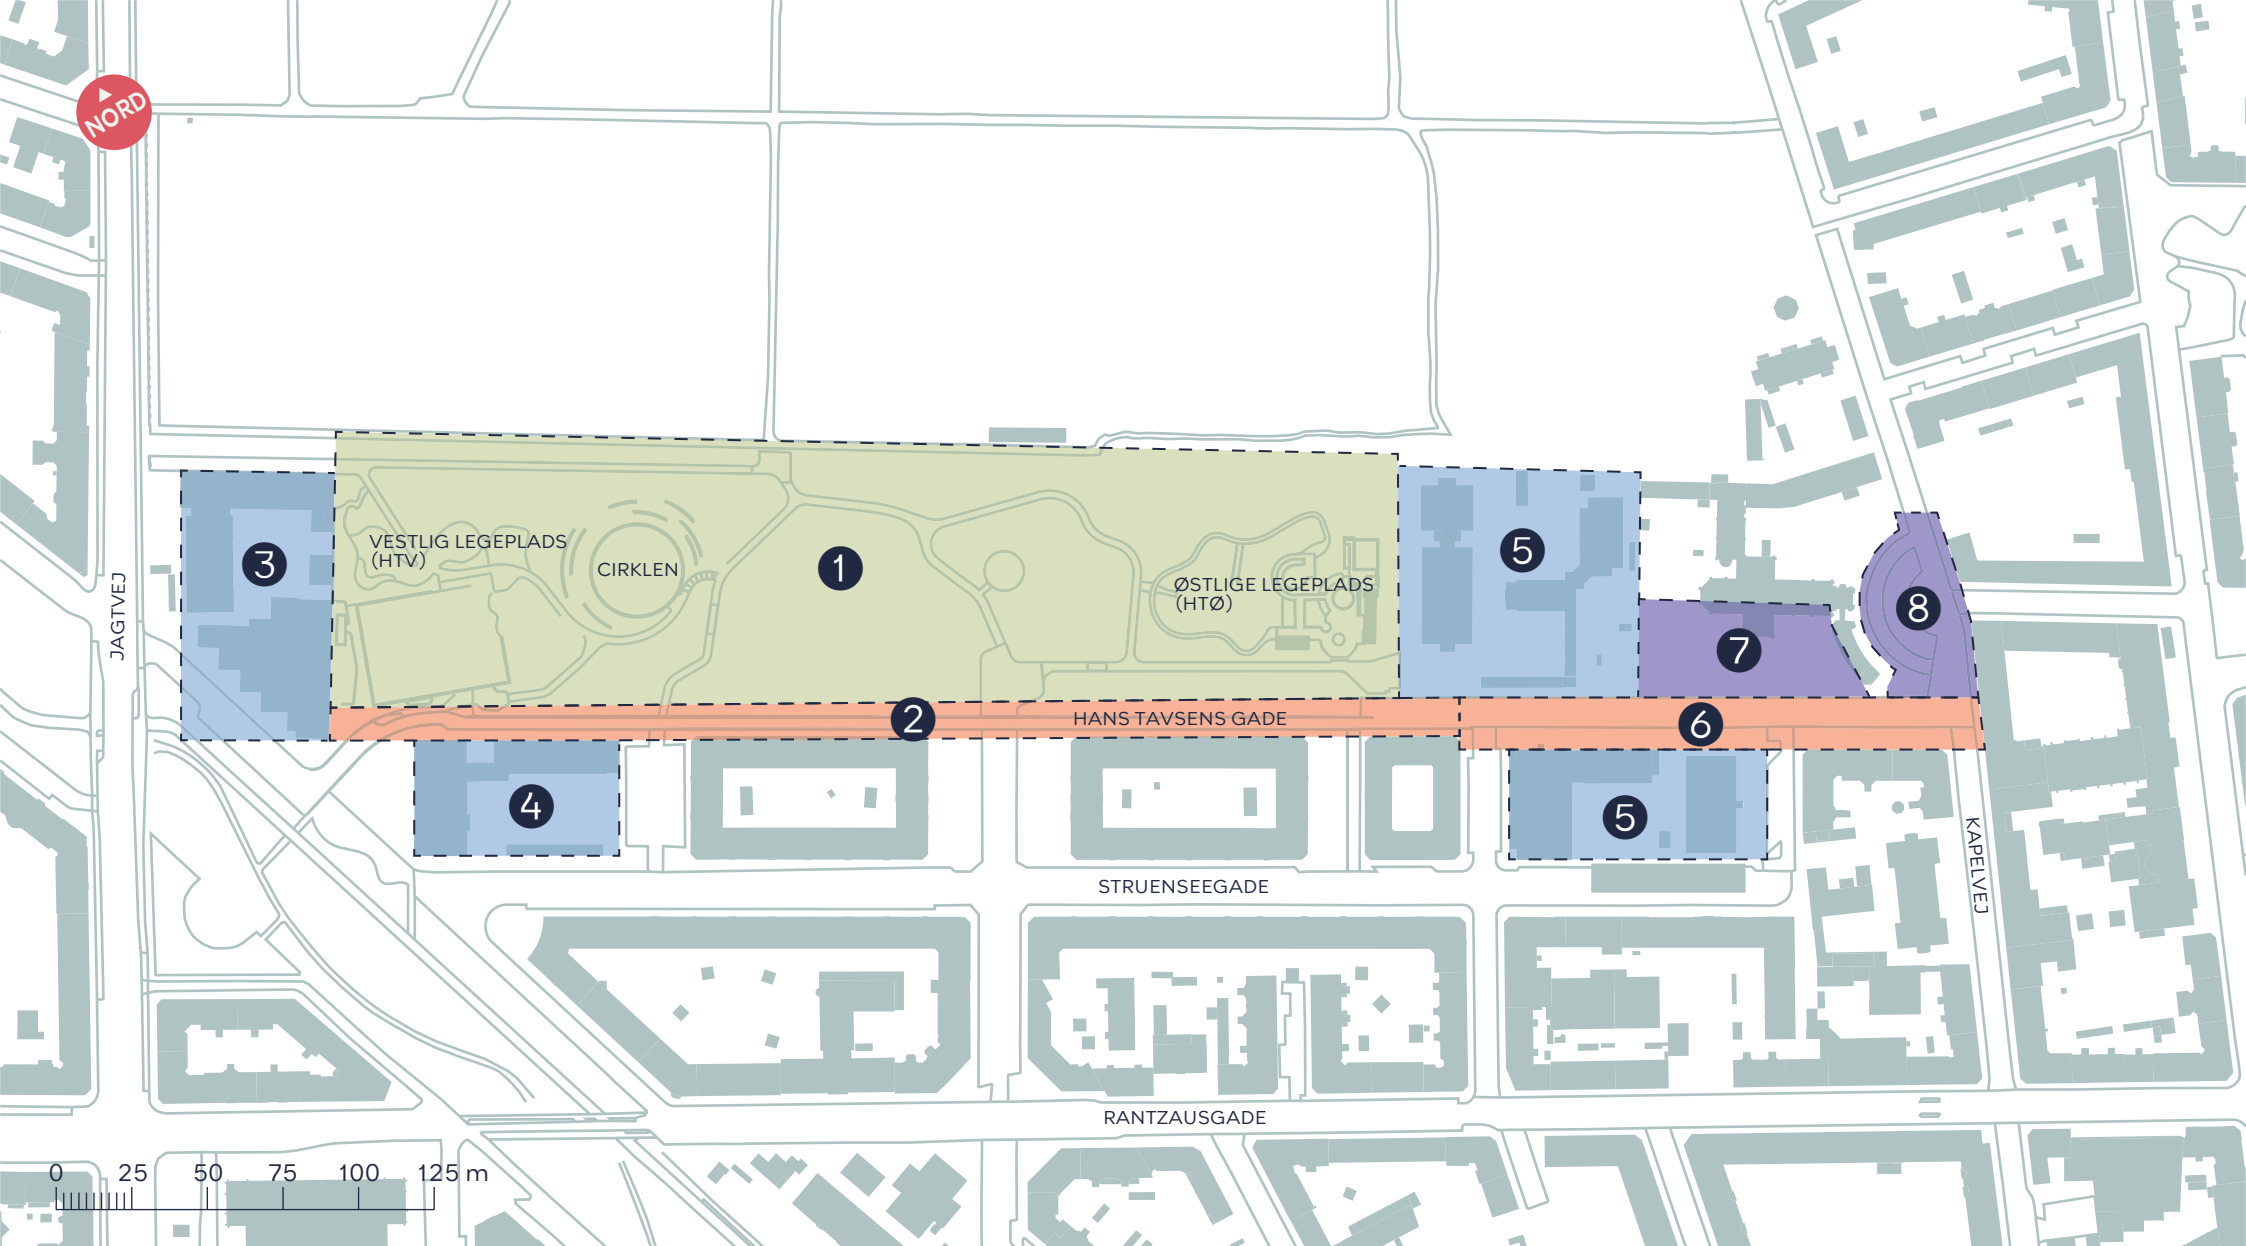 NORD
VESTLIG LEGEPLADS
(HTV)
CIRKLEN
1
ØSTLIGE LEGEPLADS
(HTØ)
3
5
8
7
JAGTVEJ
2
HANS TAVSENS GADE
6
4
5
KAPELVEJ
STRUENSEEGADE
RANTZAUSGADE
0 25 50 75 100 125 m